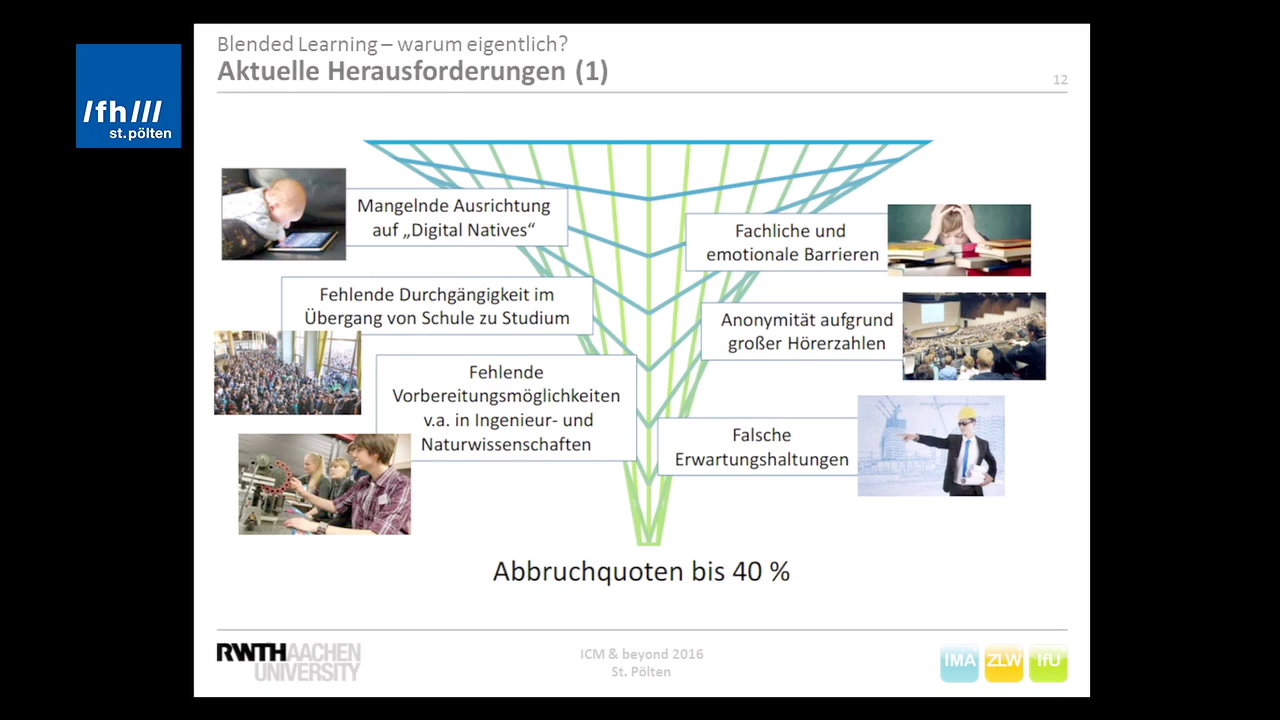 Blended Learning – warum eigentlich?
Aktuelle Herausforderungen (1)
12
/fh///
st.pölten
Mangelnde Ausrichtung
auf „Digital Natives“
Fachliche und
emotionale Barrieren
Fehlende Durchgängigkeit im
Übergang von Schule zu Studium
Anonymität aufgrund
großer Hörerzahlen
Fehlende
Vorbereitungsmöglichkeiten
v.a. in Ingenieur- und
Naturwissenschaften
Falsche
Erwartungshaltungen
Abbruchquoten bis 40 %
RWTHAACHEN
UNIVERSITY
ICM & beyond 2016
St. Pölten
IMA ZLW IfU